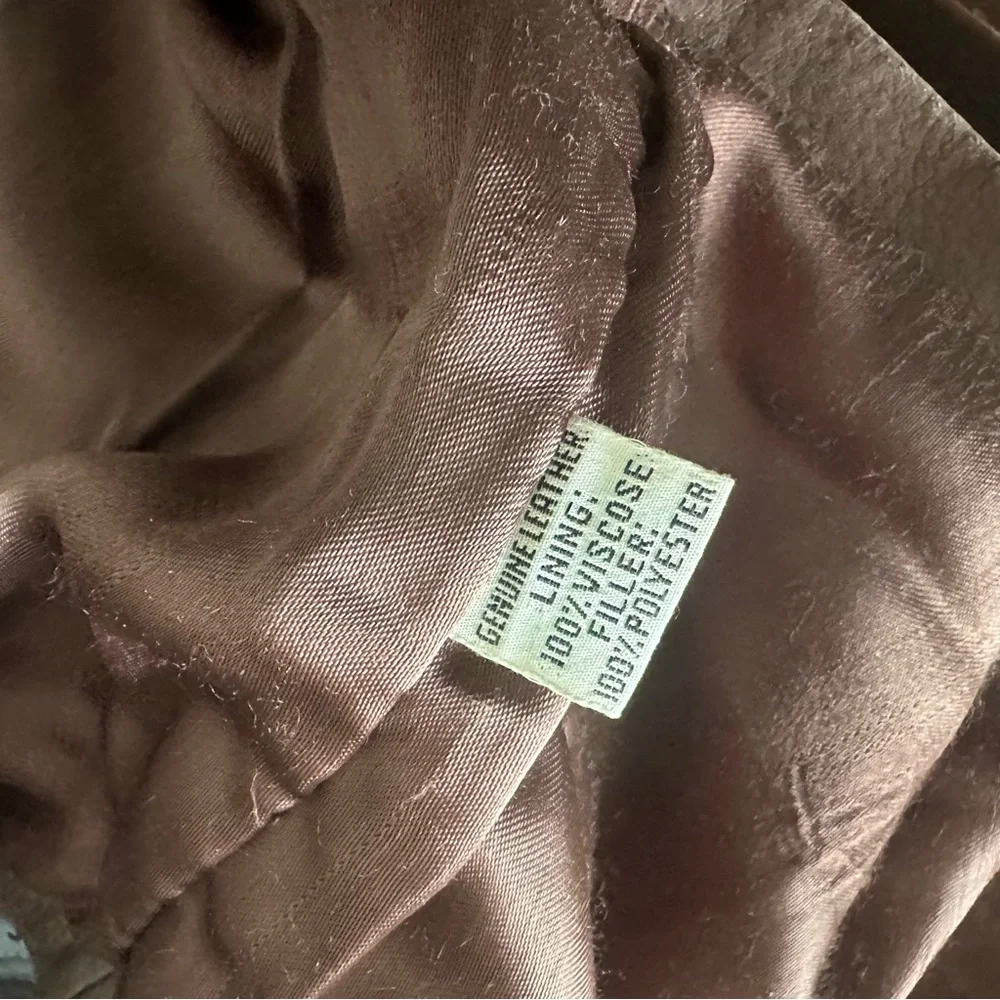 GENUINE LEATHER
LINING:
100% VISCOSE
FILLER:
100% POLYESTER